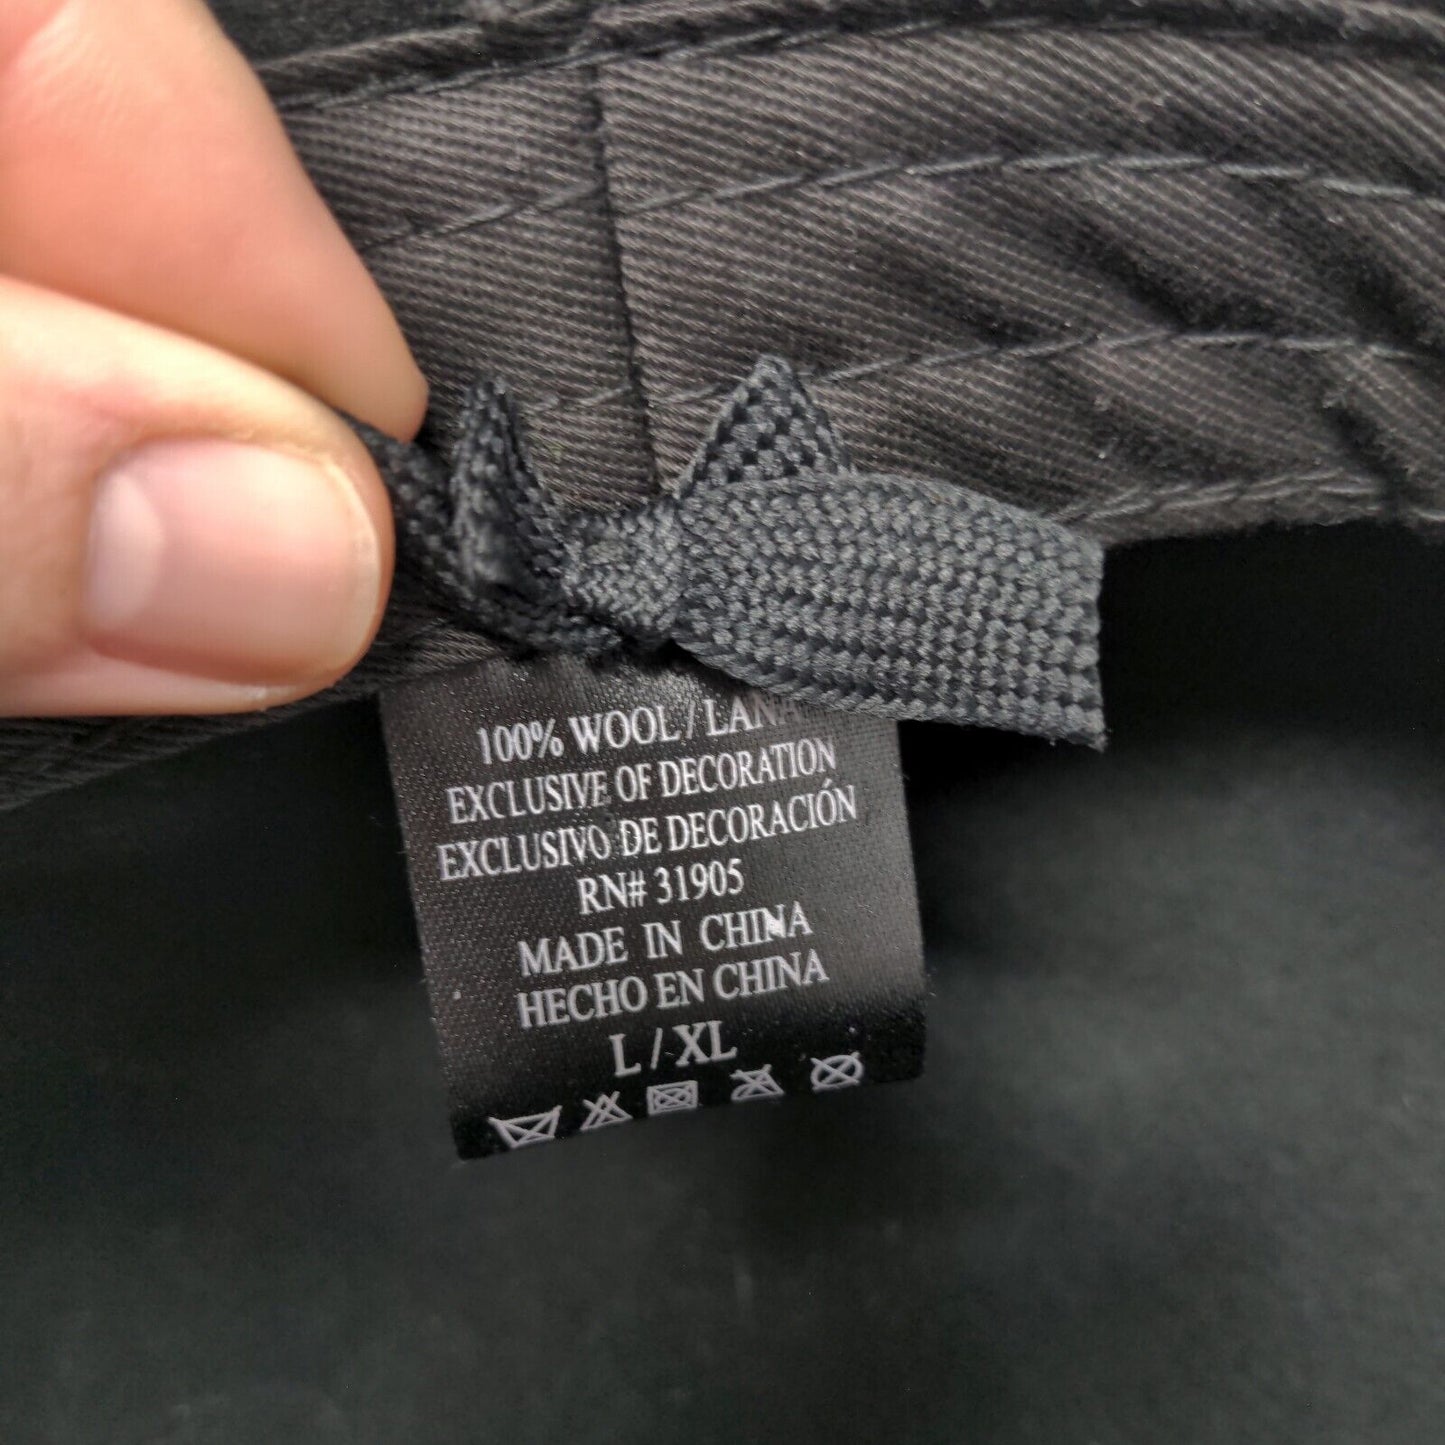 100% WOOL / LANA
EXCLUSIVE OF DECORATION
EXCLUSIVO DE DECORACIÓN
RN# 31905
MADE IN CHINA
HECHO EN CHINA
L / XL